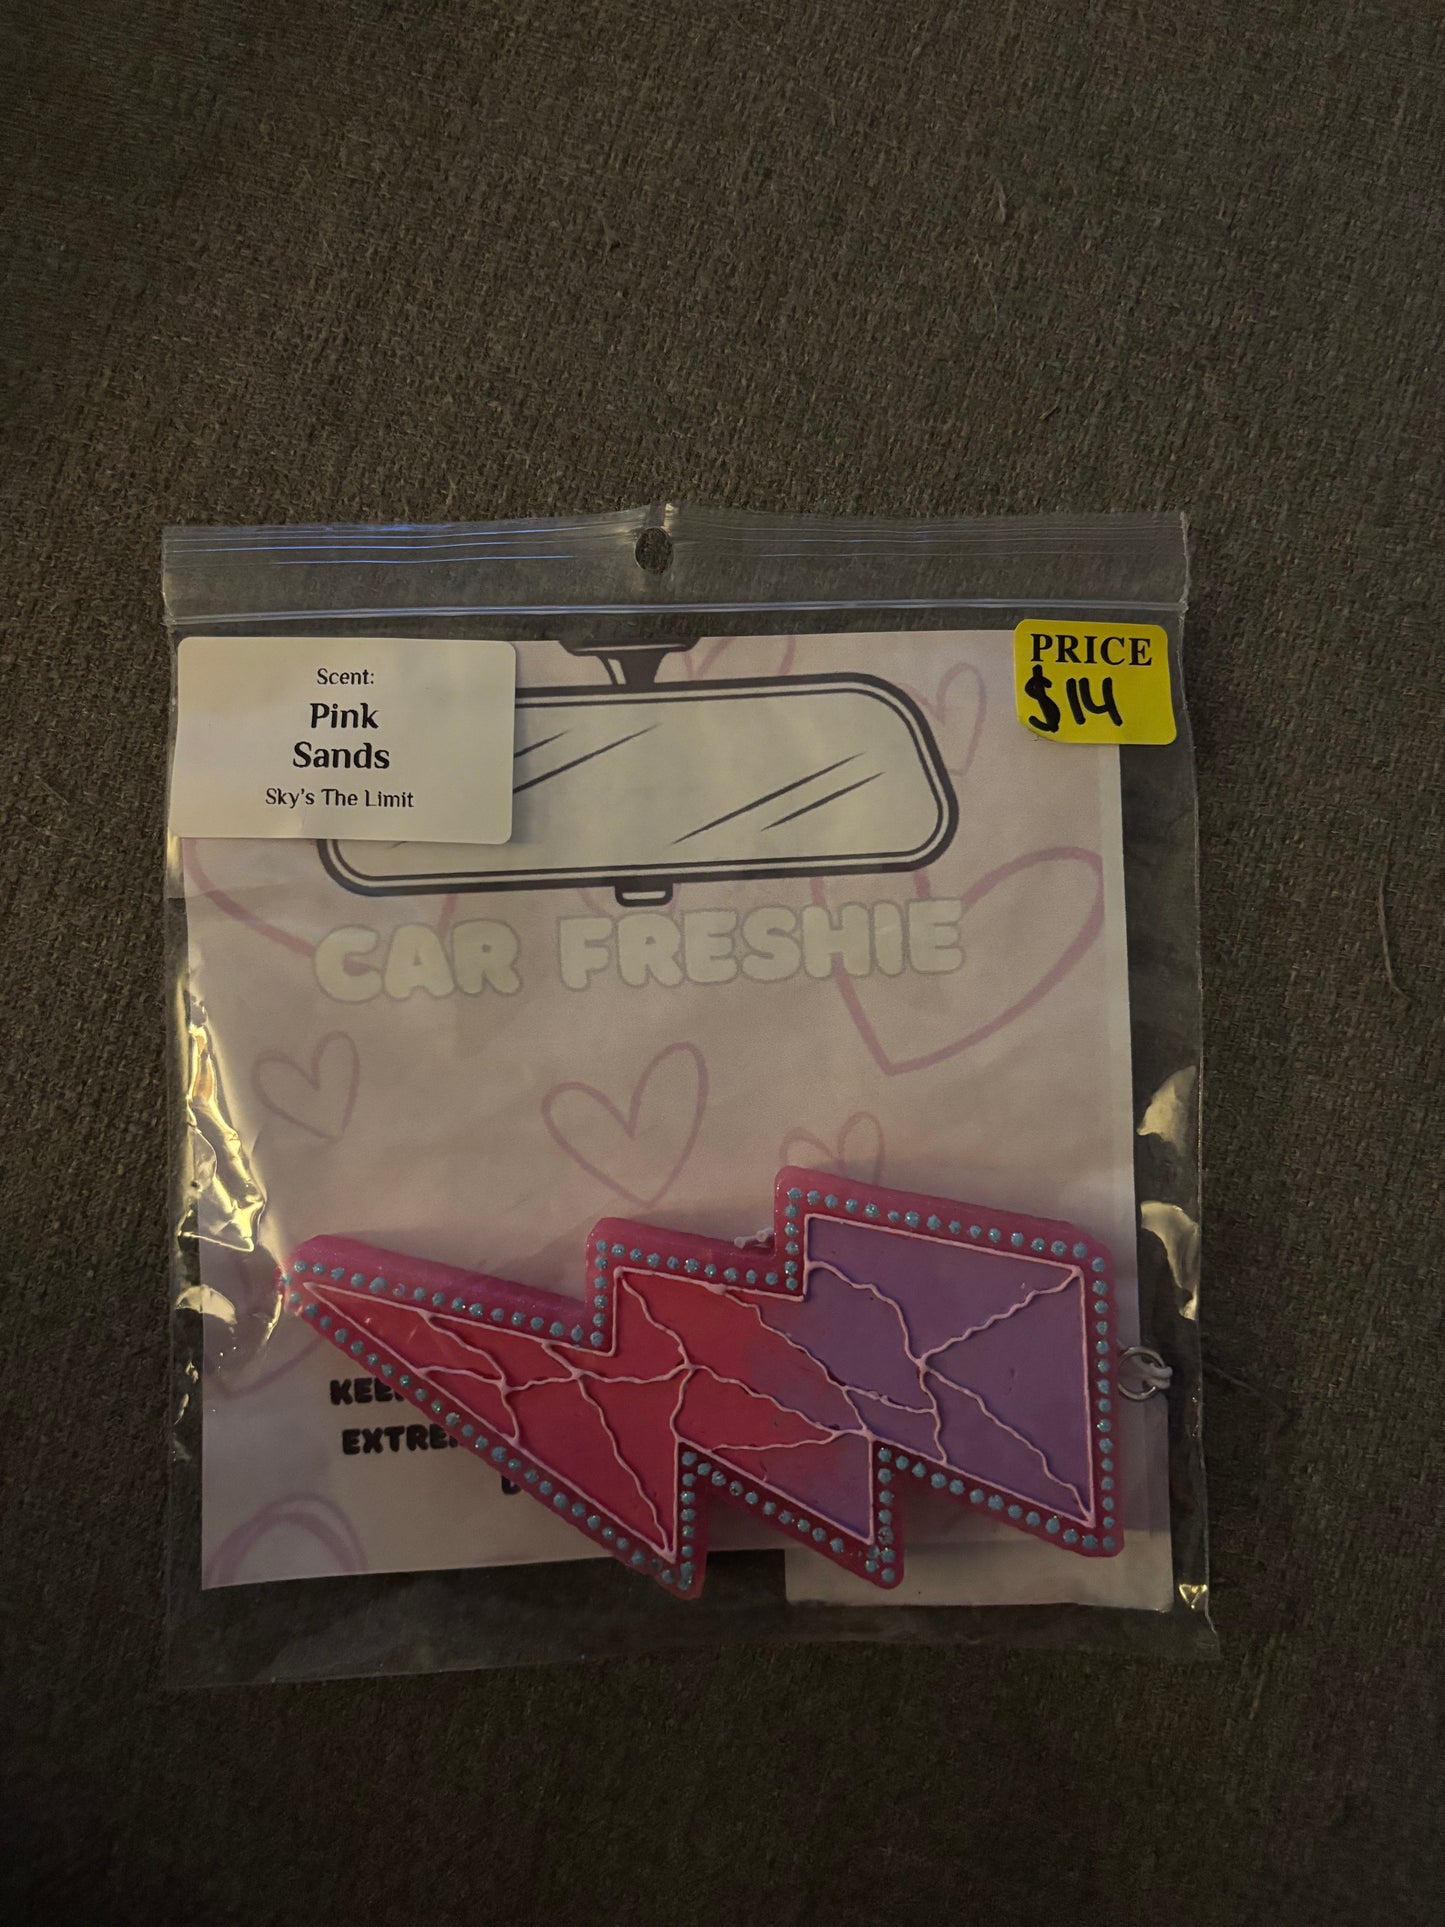 Scent:
Pink
Sands
Sky's The Limit
PRICE
$14
CAR FRESHIE